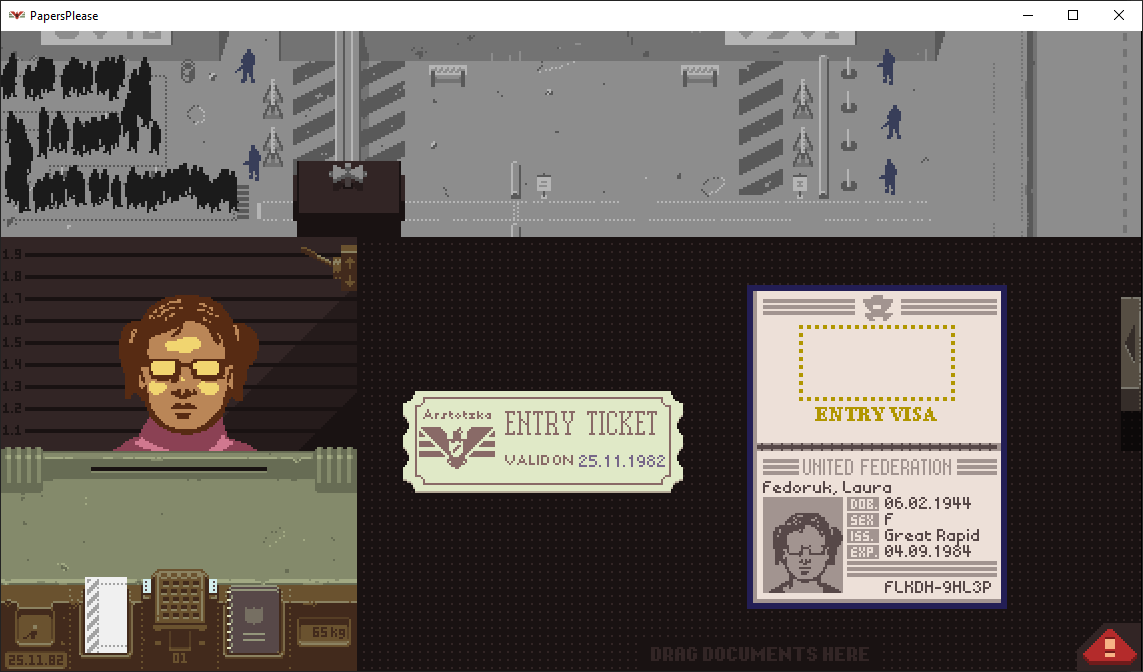 PapersPlease
1.9
1.8
1.7
1.6
1.5
1.4
1.3
1.2
1.1
Arstotzka
ENTRY TICKET
VALID ON 25.11.1982
ENTRY VISA
UNITED FEDERATION
Fedoruk, Laura
DOB. 06.02.1944
SEX F
ISS. Great Rapid
EXP. 04.09.1984
FLKDH-9HL3P
65kg
25.11.82
01
DRAG DOCUMENTS HERE